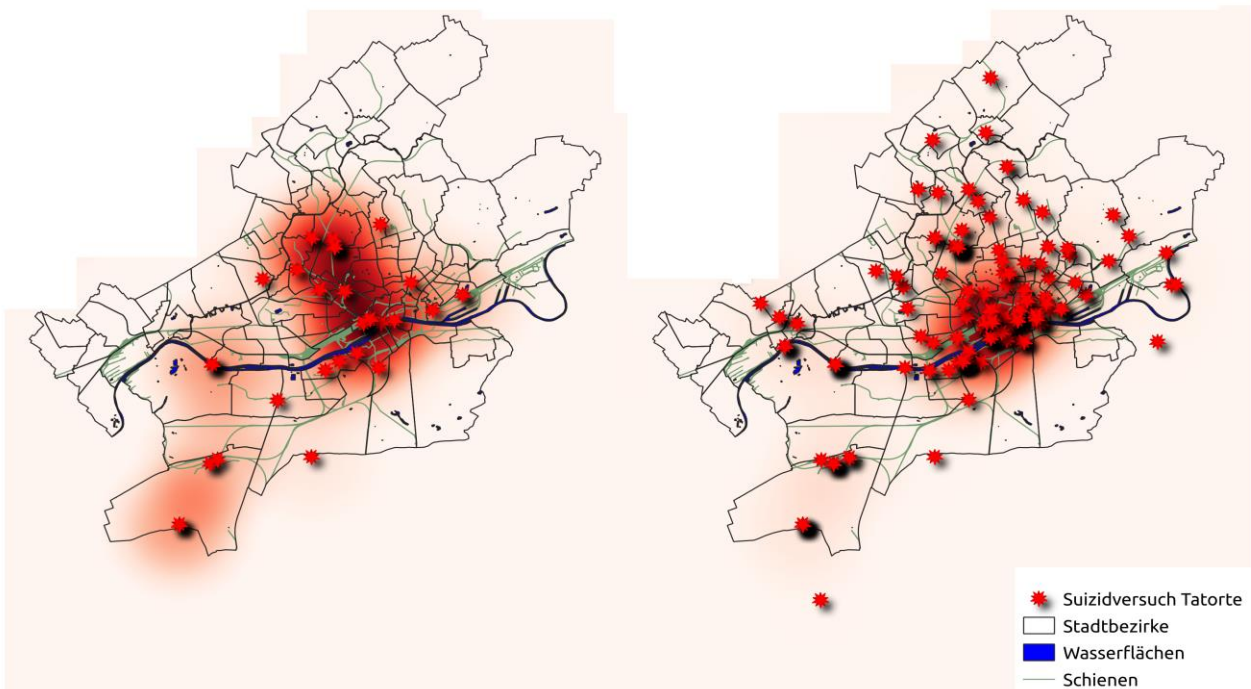 Suizidversuch Tatorte
Stadtbezirke
Wasserflächen
Schienen